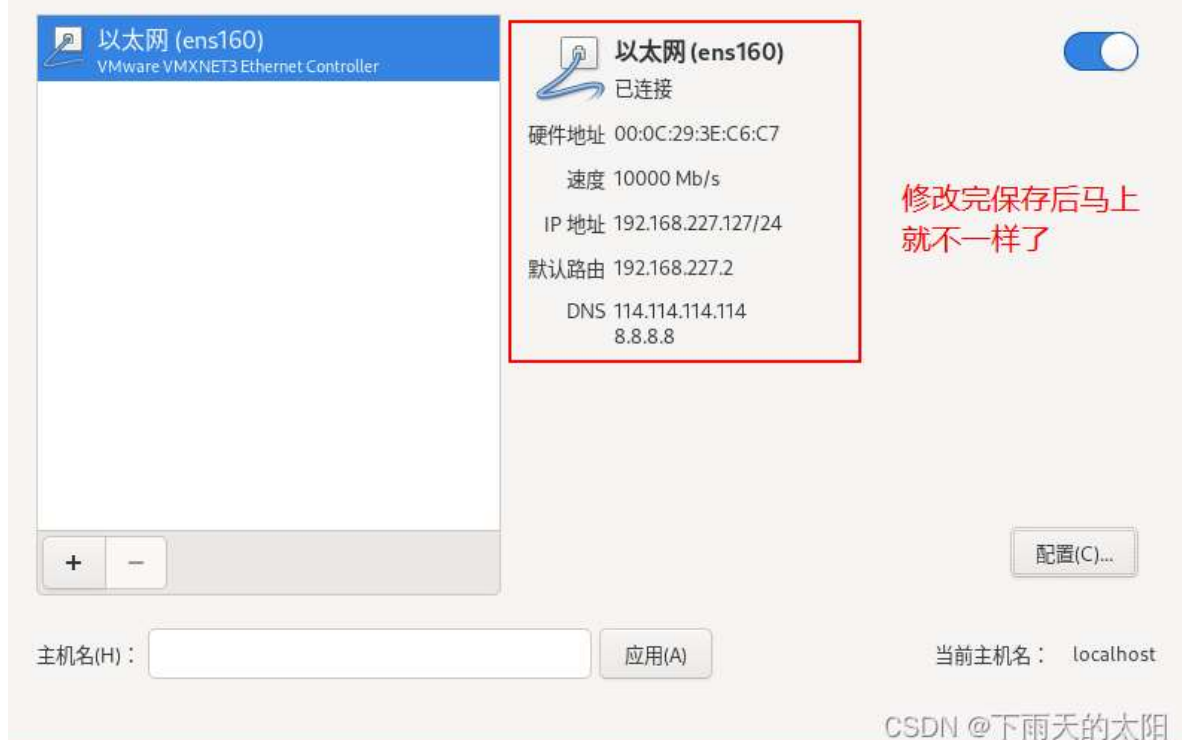 以太网 (ens160)
VMware VMXNET3 Ethernet Controller
以太网 (ens160)
已连接
硬件地址 00:0C:29:3E:C6:C7
速度 10000 Mb/s
IP 地址 192.168.227.127/24
默认路由 192.168.227.2
DNS 114.114.114.114
8.8.8.8
修改完保存后马上
就不一样了
+ −
配置(C)...
主机名(H)：
应用(A)
当前主机名： localhost
CSDN @下雨天的太阳